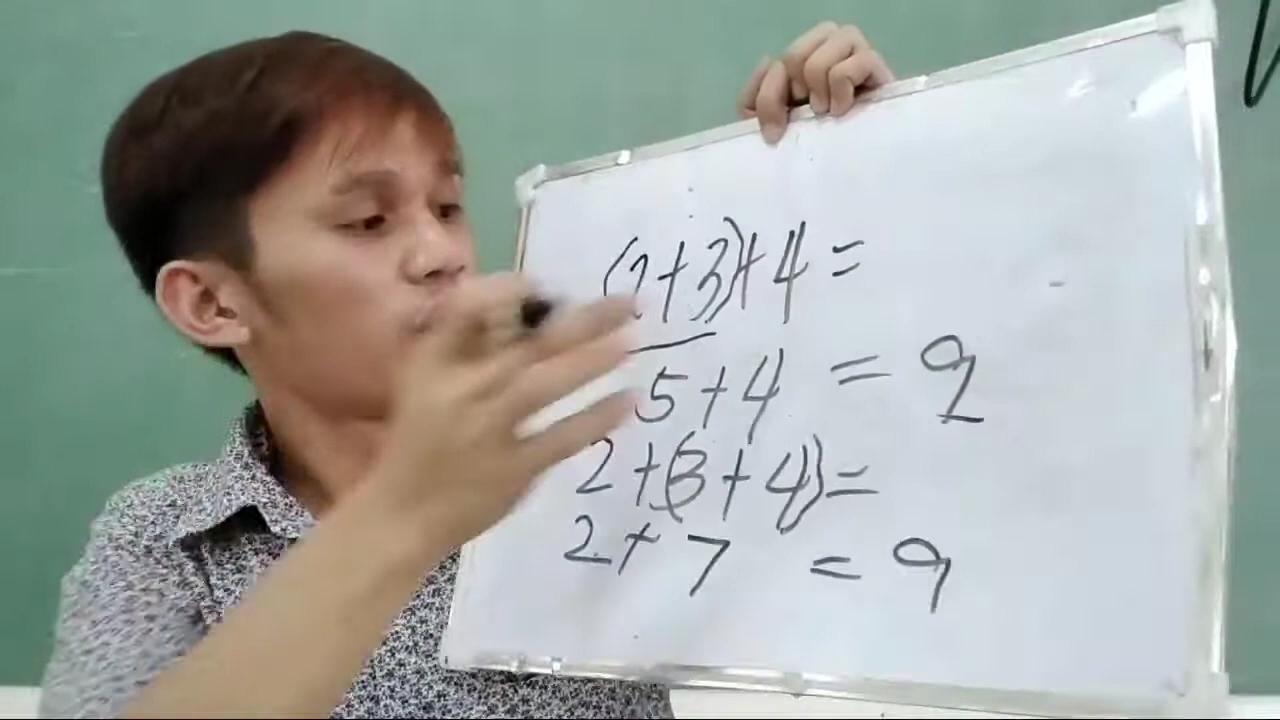 (2+3)+4=
5+4 = 9
2+(3+4)=
2+7 = 9